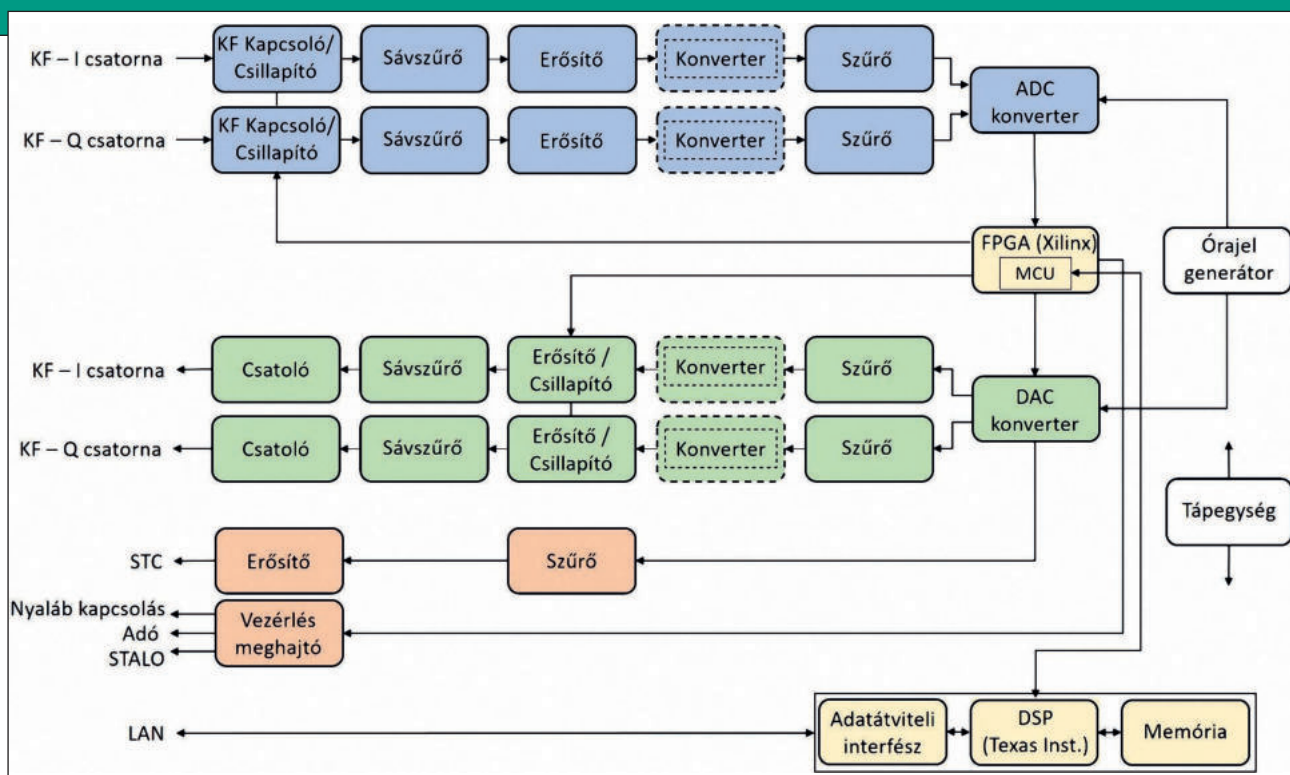 KF – I csatorna
KF Kapcsoló/
Csillapító
Sávszűrő
Erősítő
Konverter
Szűrő
ADC
konverter
KF – Q csatorna
KF Kapcsoló/
Csillapító
Sávszűrő
Erősítő
Konverter
Szűrő
FPGA (Xilinx)
MCU
Órajel
generátor
KF – I csatorna
Csatoló
Sávszűrő
Erősítő /
Csillapító
Konverter
Szűrő
DAC
konverter
KF – Q csatorna
Csatoló
Sávszűrő
Erősítő /
Csillapító
Konverter
Szűrő
Tápegység
STC
Erősítő
Szűrő
Nyaláb kapcsolás
Adó
STALO
Vezérlés
meghajtó
LAN
Adatátviteli
interfész
DSP
(Texas Inst.)
Memória